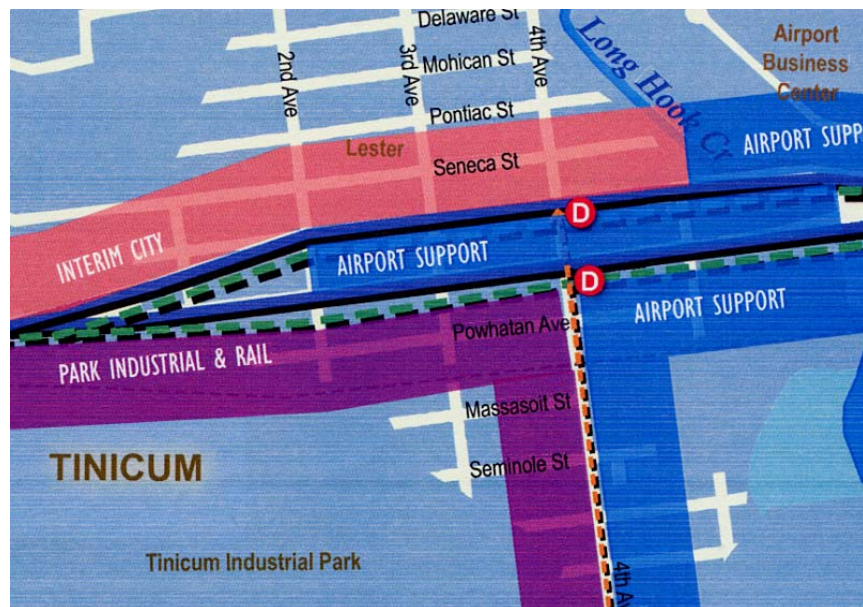 Delaware St
2nd Ave
3rd Ave
4th Ave
Mohican St
Pontiac St
Long Hook Cr
Airport
Business
Center
Lester
Seneca St
AIRPORT SUPP
D
INTERIM CITY
AIRPORT SUPPORT
D
AIRPORT SUPPORT
Powhatan Ave
PARK INDUSTRIAL & RAIL
Massasoit St
TINICUM
Seminole St
Tinicum Industrial Park
4th Ave